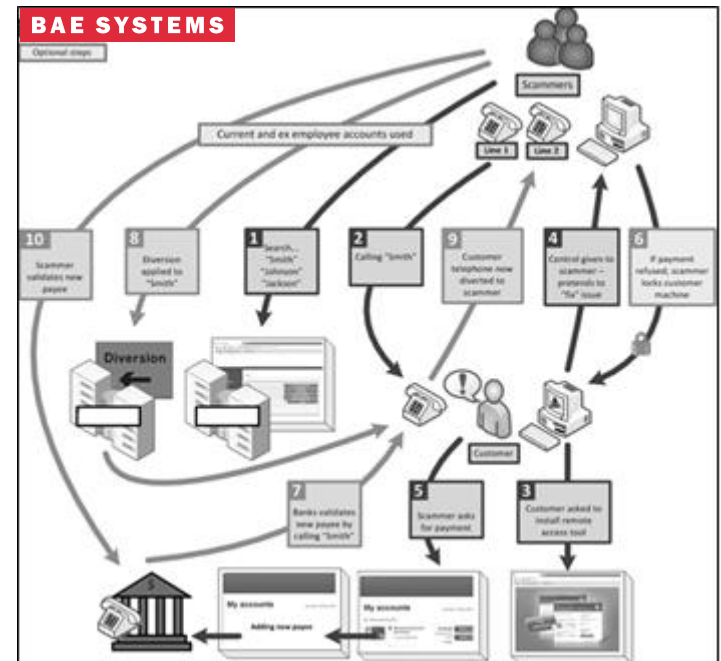 BAE SYSTEMS
Optional steps
Scammers
Line 1
Line 2
Current and ex employee accounts used
10
Scammer
validates new
payee
8
Diversion
applied to
"Smith"
1
Search...
"Smith"
"Johnson"
"Jackson"
2
Calling "Smith"
9
Customer
telephone now
diverted to
scammer
4
Control given to
scammer –
pretends to
"fix" issue
6
If payment
refused, scammer
locks customer
machine
Diversion
Customer
7
Banks validates
new payee by
calling "Smith"
5
Scammer asks
for payment
3
Customer asked to
install remote
access tool
$
My accounts
Adding new payee
My accounts